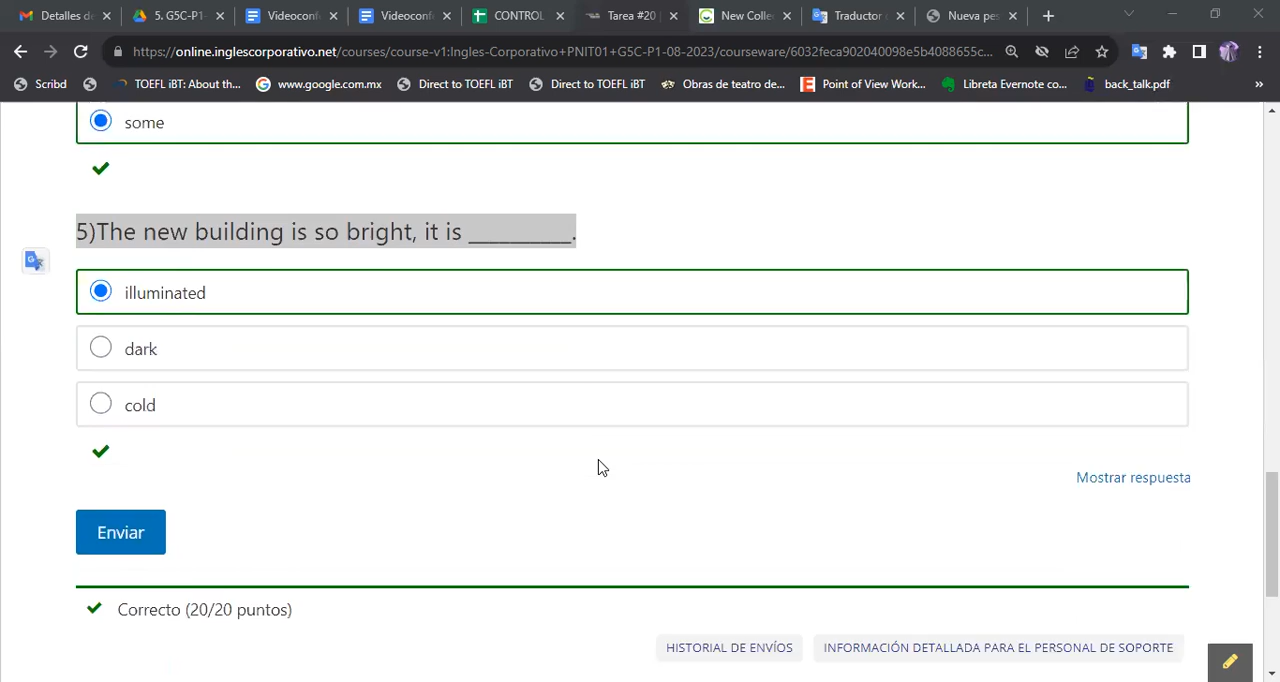 Detalles de
5. G5C-P1-
Videoconf
Videoconf
CONTROL
Tarea #20
New Colle
Traductor
Nueva pes
https://online.inglescorporativo.net/courses/course-v1:Ingles-Corporativo+PNIT01+G5C-P1-08-2023/courseware/6032feca902040098e5b4088655c...
Scribd
TOEFL iBT: About th...
www.google.com.mx
Direct to TOEFL iBT
Direct to TOEFL iBT
Obras de teatro de...
Point of View Work...
Libreta Evernote co...
back_talk.pdf
»
some
5)The new building is so bright, it is __________.
illuminated
dark
cold
Mostrar respuesta
Enviar
Correcto (20/20 puntos)
HISTORIAL DE ENVÍOS
INFORMACIÓN DETALLADA PARA EL PERSONAL DE SOPORTE